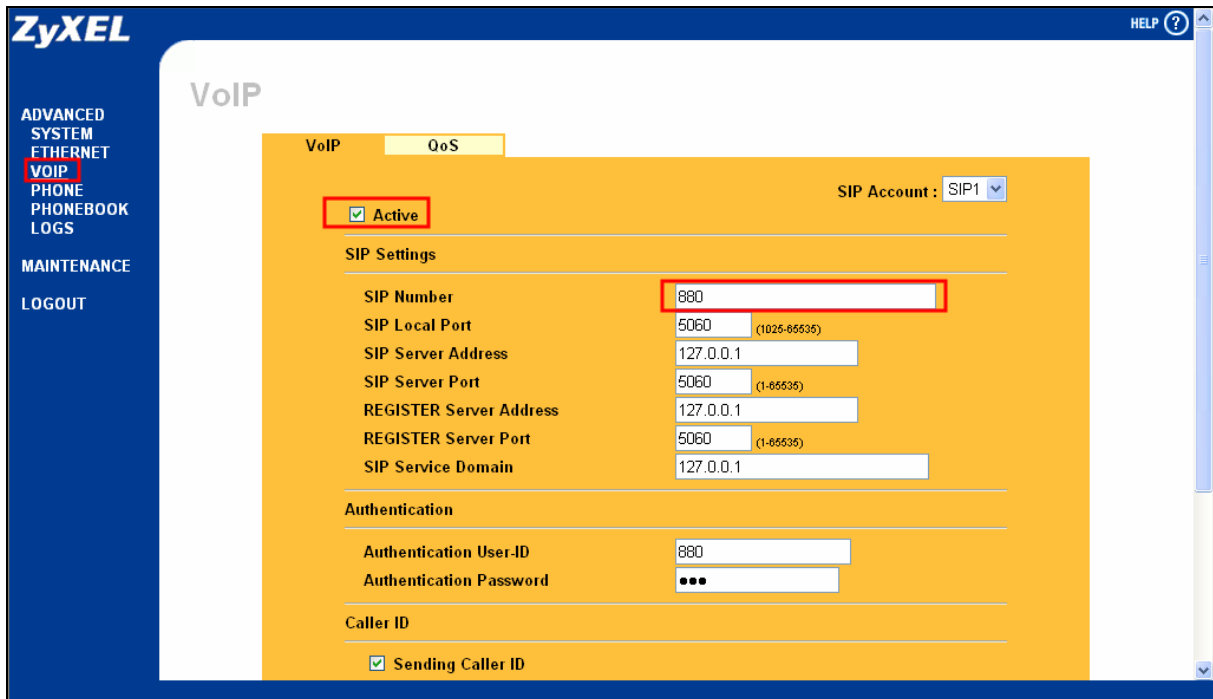 ZyXEL
HELP ?
ADVANCED
SYSTEM
ETHERNET
VOIP
PHONE
PHONEBOOK
LOGS
MAINTENANCE
LOGOUT
VoIP
VoIP QoS
SIP Account : SIP1
Active
SIP Settings
SIP Number 880
SIP Local Port 5060 (1025-65535)
SIP Server Address 127.0.0.1
SIP Server Port 5060 (1-65535)
REGISTER Server Address 127.0.0.1
REGISTER Server Port 5060 (1-65535)
SIP Service Domain 127.0.0.1
Authentication
Authentication User-ID 880
Authentication Password ●●●
Caller ID
Sending Caller ID